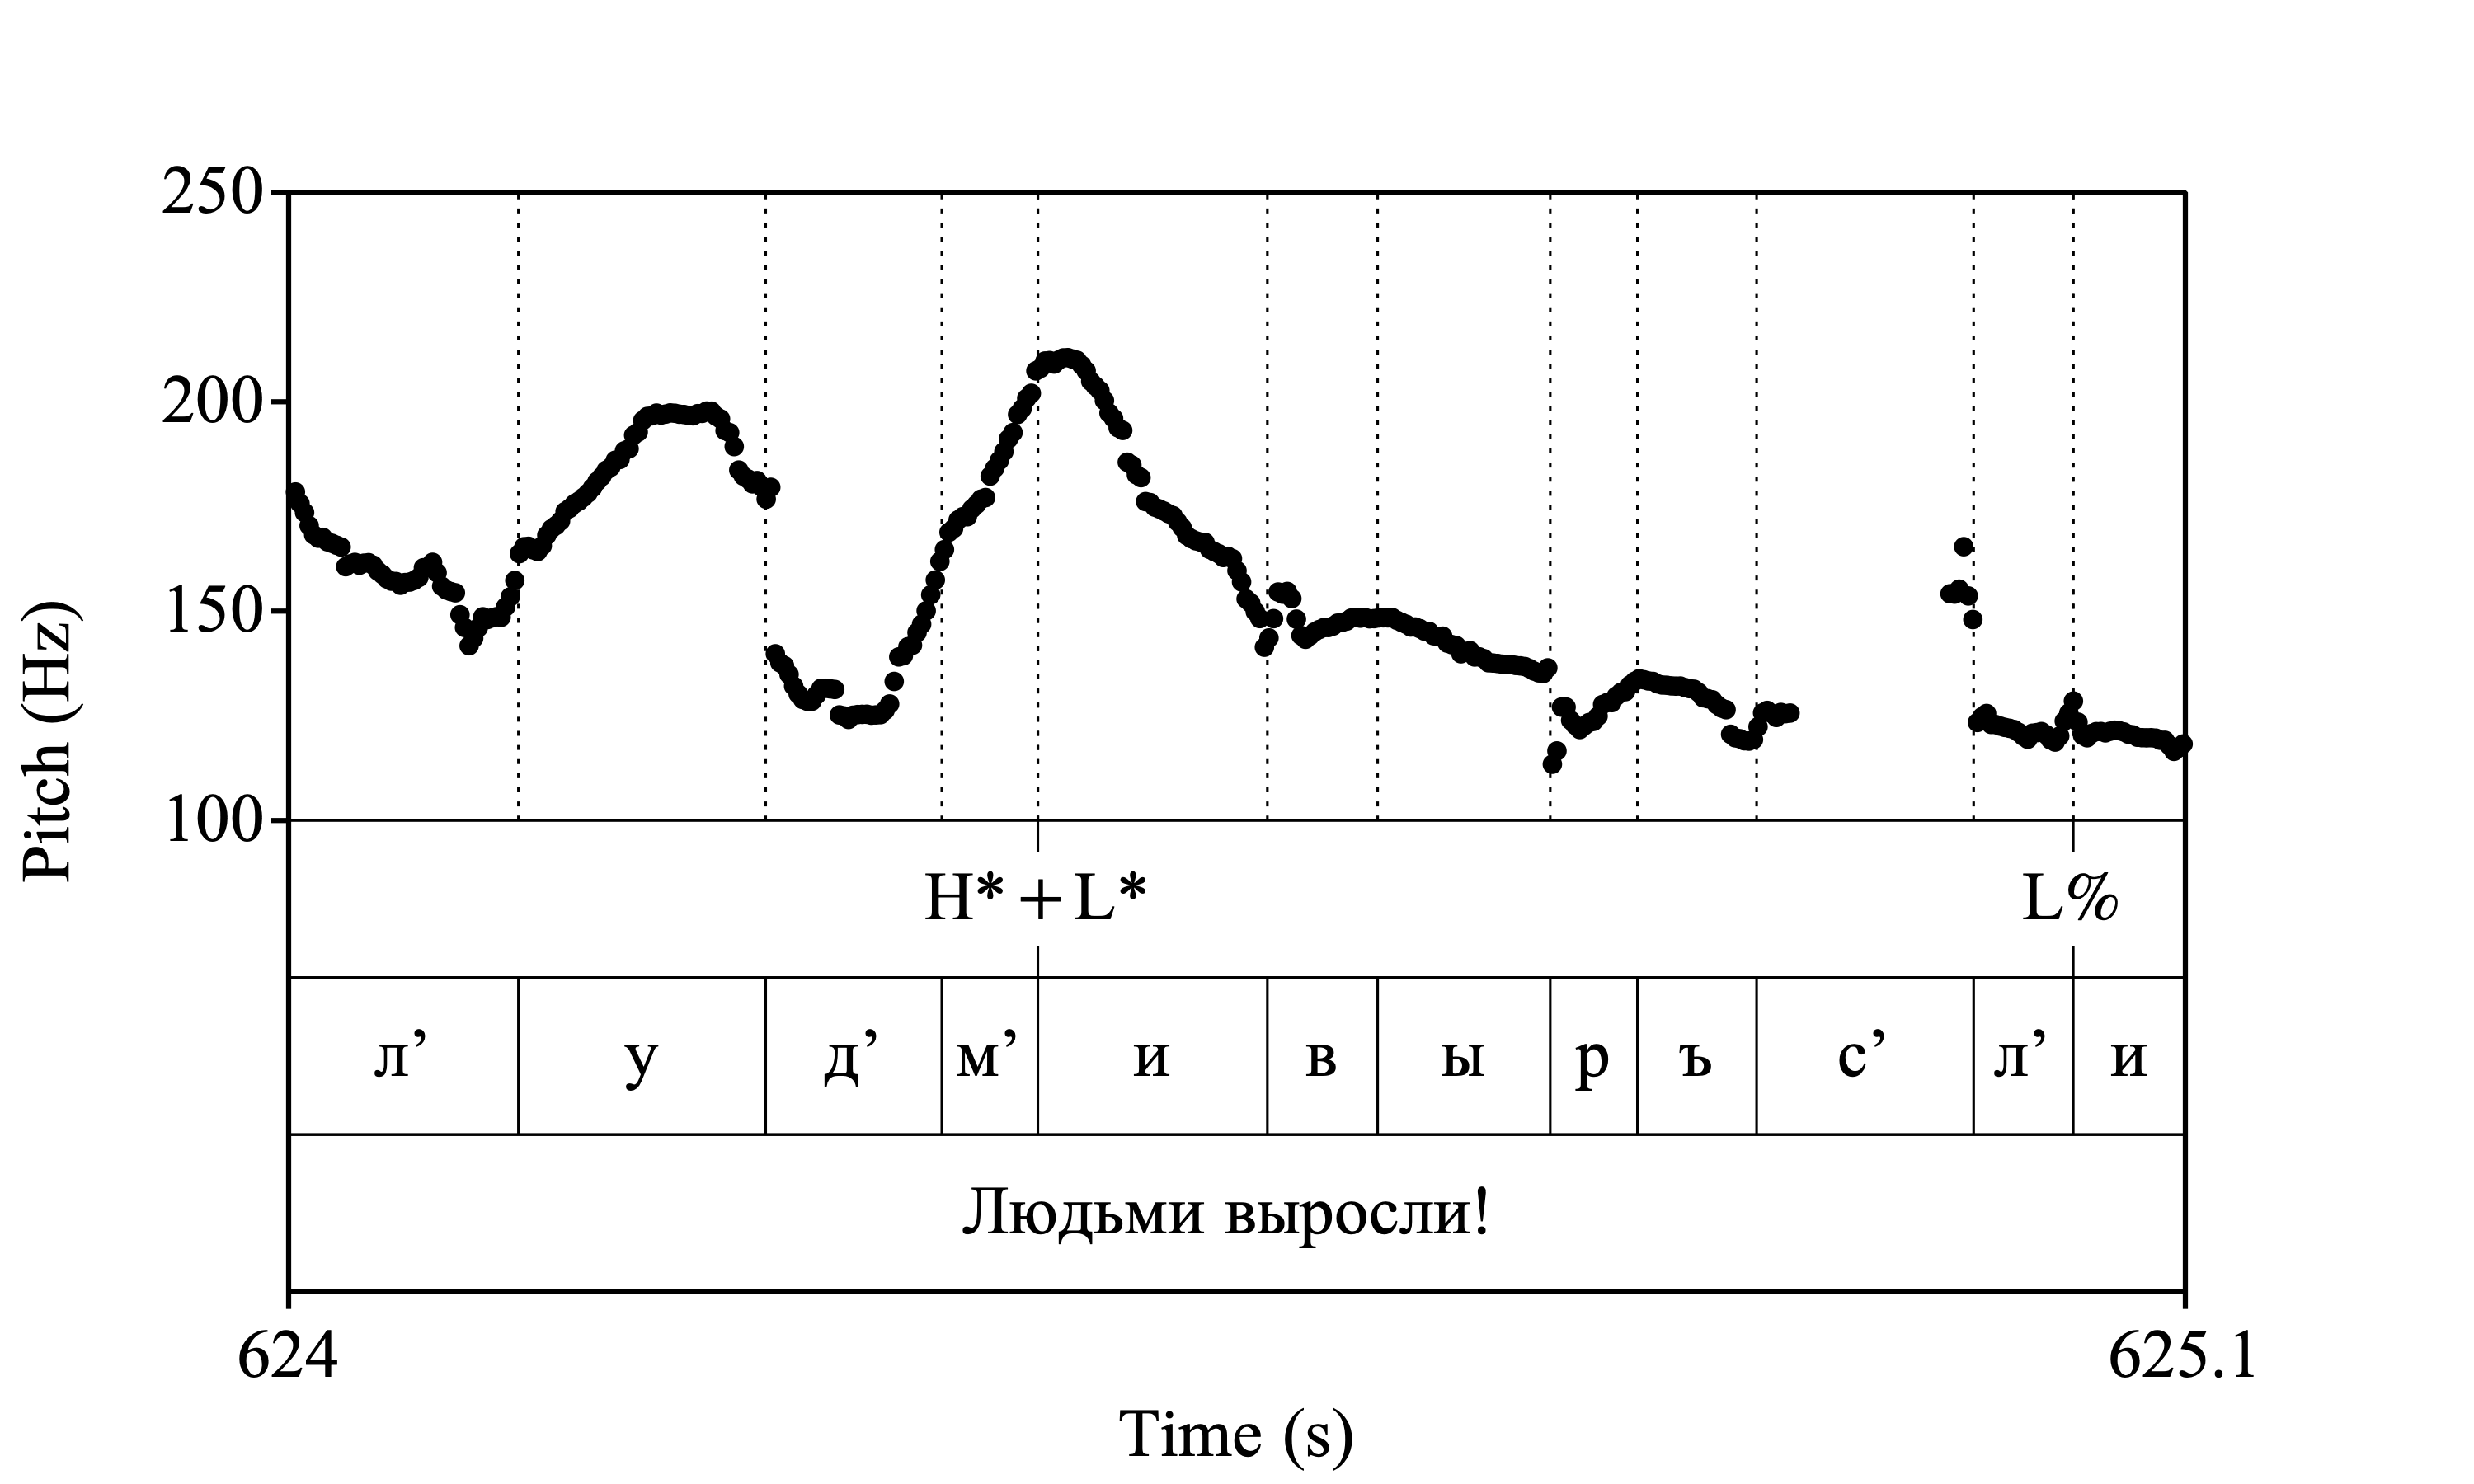 250
200
150
100
Pitch (Hz)
H*+L* L%
л’ у д’ м’ и в ы р ъ с’ л’ и
Людьми выросли!
624 625.1
Time (s)